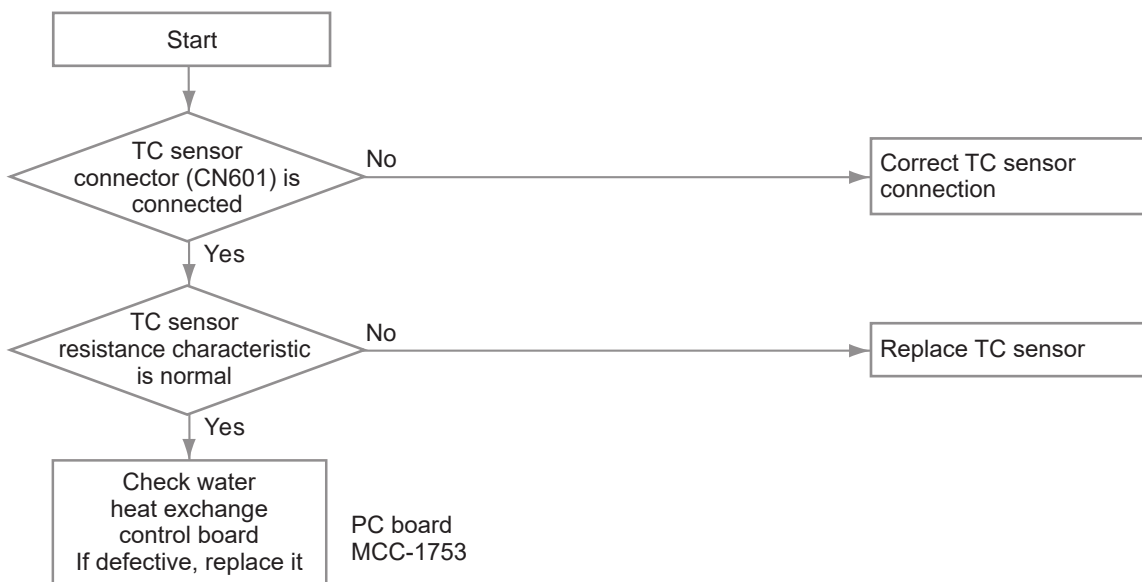 Start
TC sensor
connector (CN601) is
connected
No
Correct TC sensor
connection
Yes
TC sensor
resistance characteristic
is normal
No
Replace TC sensor
Yes
Check water
heat exchange
control board
If defective, replace it
PC board
MCC-1753